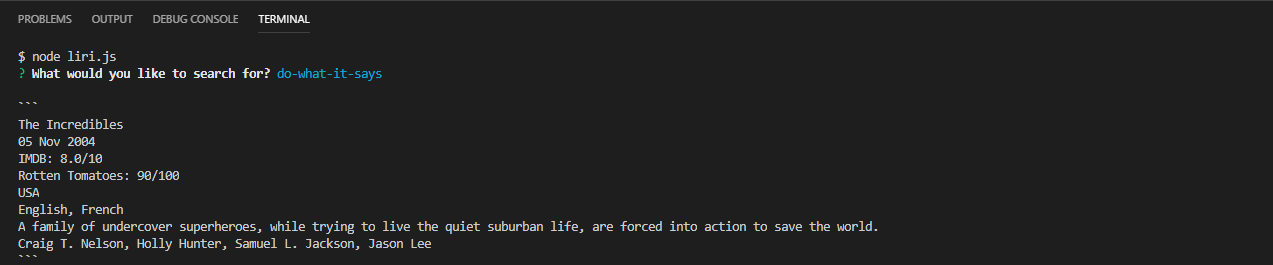 PROBLEMS OUTPUT DEBUG CONSOLE TERMINAL
$ node liri.js
? What would you like to search for? do-what-it-says
```
The Incredibles
05 Nov 2004
IMDB: 8.0/10
Rotten Tomatoes: 90/100
USA
English, French
A family of undercover superheroes, while trying to live the quiet suburban life, are forced into action to save the world.
Craig T. Nelson, Holly Hunter, Samuel L. Jackson, Jason Lee
```